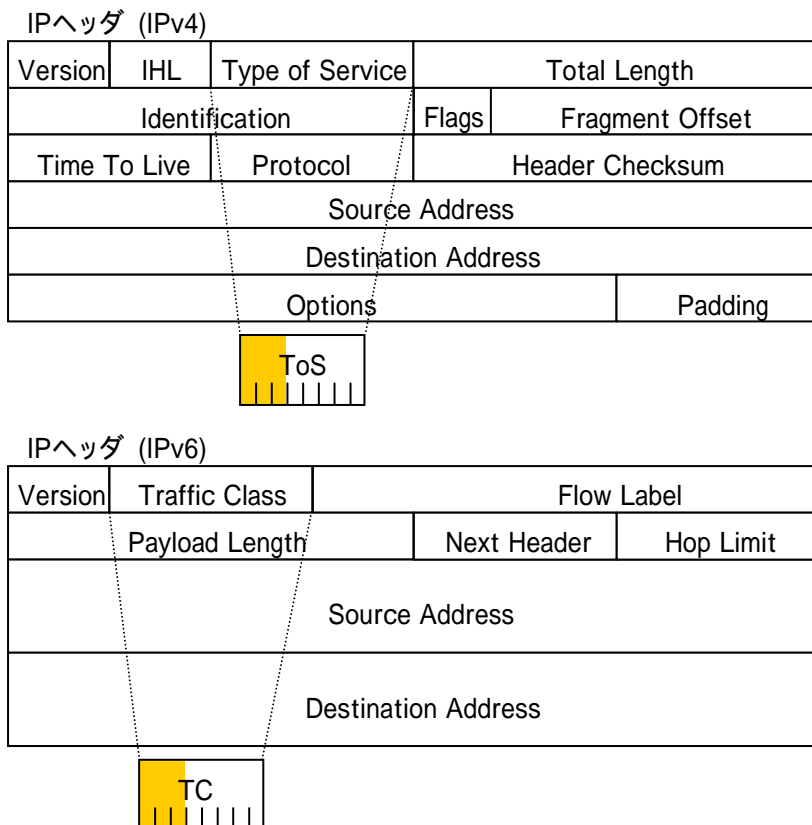 IPヘッダ (IPv4)
Version IHL Type of Service Total Length
Identification Flags Fragment Offset
Time To Live Protocol Header Checksum
Source Address
Destination Address
Options Padding
ToS
IPヘッダ (IPv6)
Version Traffic Class Flow Label
Payload Length Next Header Hop Limit
Source Address
Destination Address
TC